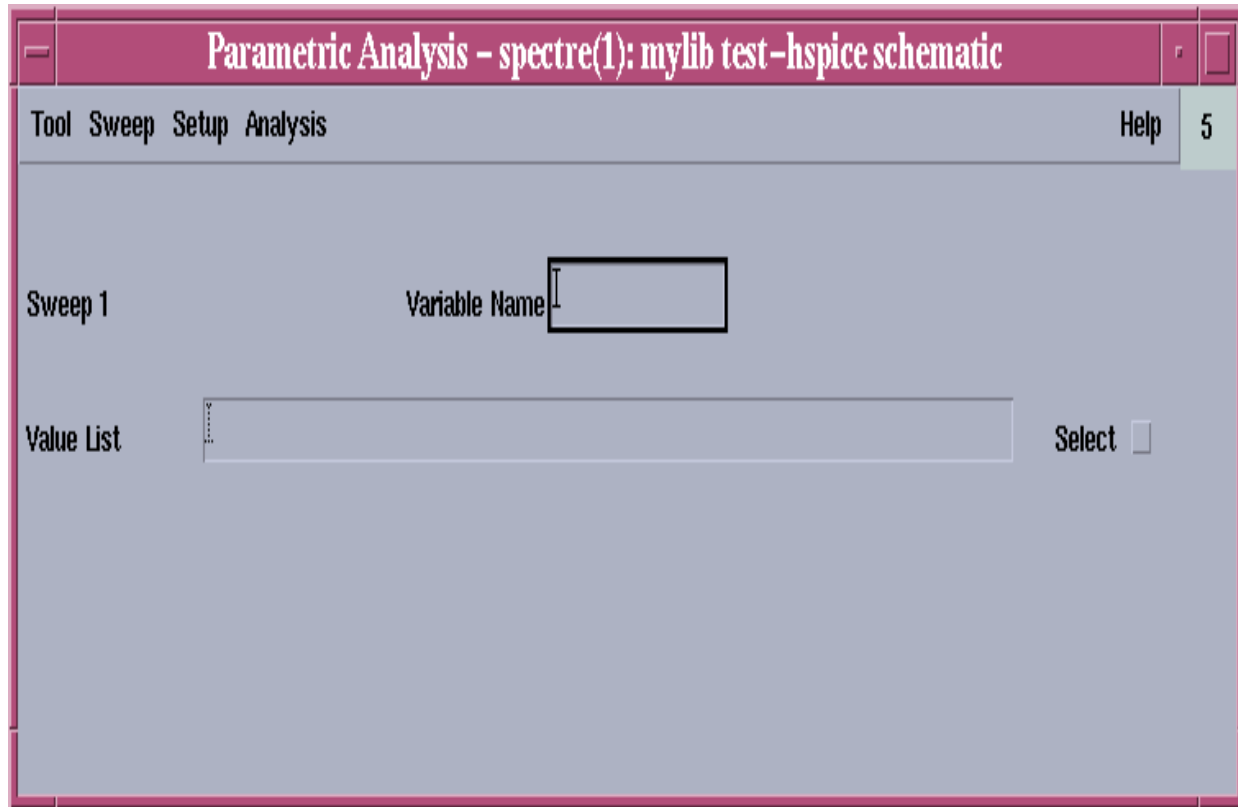 Parametric Analysis – spectre(1): mylib test–hspice schematic
Tool Sweep Setup Analysis Help 5
Sweep 1 Variable Name
Value List Select